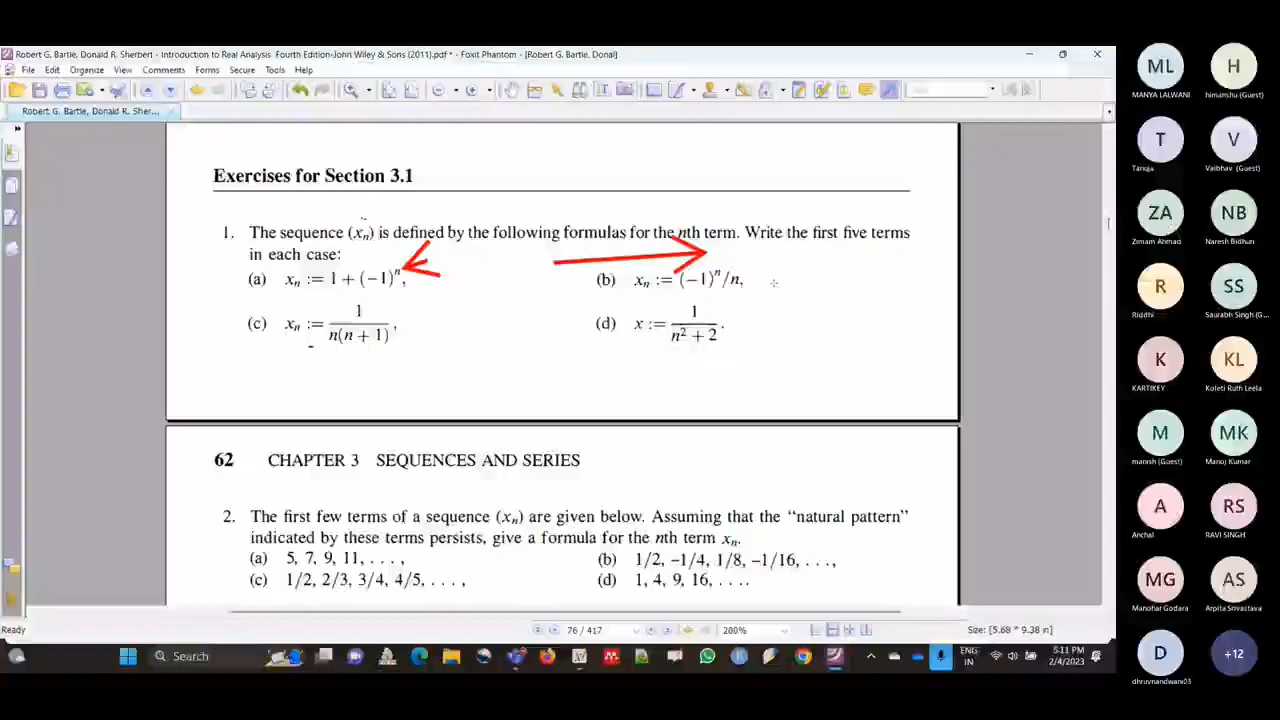 Robert G. Bartle, Donald R. Sherbert - Introduction to Real Analysis Fourth Edition-John Wiley & Sons (2011).pdf* - Foxit Phantom - [Robert G. Bartle, Donal]
File Edit Organize View Comments Forms Secure Tools Help
Robert G. Bartle, Donald R. Sher...
Exercises for Section 3.1
1. The sequence (xₙ) is defined by the following formulas for the nth term. Write the first five terms
in each case:
(a) xₙ := 1 + (−1)ⁿ, (b) xₙ := (−1)ⁿ/n,
(c) xₙ := 1/(n(n + 1)), (d) x := 1/(n² + 2).
62 CHAPTER 3 SEQUENCES AND SERIES
2. The first few terms of a sequence (xₙ) are given below. Assuming that the “natural pattern”
indicated by these terms persists, give a formula for the nth term xₙ.
(a) 5, 7, 9, 11, . . . , (b) 1/2, –1/4, 1/8, –1/16, . . . ,
(c) 1/2, 2/3, 3/4, 4/5, . . . , (d) 1, 4, 9, 16, . . . .
Ready 76 / 417 200% Size: [5.68 * 9.38 in]
Search ENG IN 5:11 PM 2/4/2023
ML H
MANYA LALWANI himanshu (Guest)
T V
Tanuja Vaibhav (Guest)
ZA NB
Zimam Ahmad Naresh Bidhuri
R SS
Riddhi Saurabh Singh (G...
K KL
KARTIKEY Koleti Ruth Leela
M MK
manish (Guest) Manoj Kumar
A RS
Anchal RAVI SINGH
MG AS
Manohar Godara Arpita Srivastava
D +12
dhruvnandwani03